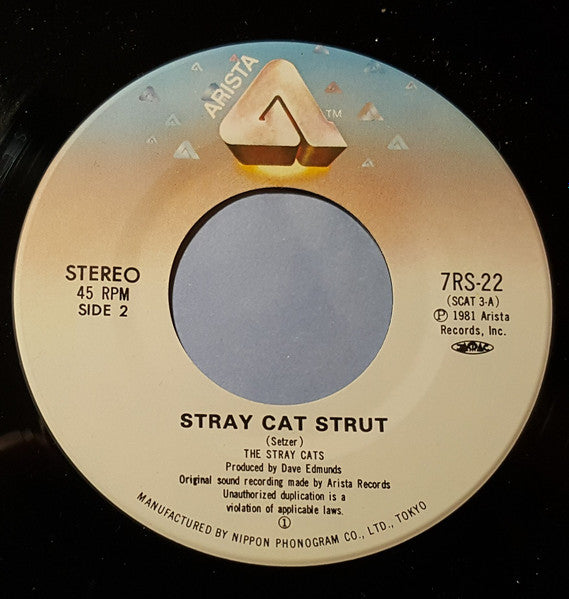 ARISTA
TM
STEREO
45 RPM
SIDE 2
7RS-22
(SCAT 3-A)
Ⓟ 1981 Arista
Records, Inc.
JASRAC
STRAY CAT STRUT
(Setzer)
THE STRAY CATS
Produced by Dave Edmunds
Original sound recording made by Arista Records
Unauthorized duplication is a
violation of applicable laws.
①
MANUFACTURED BY NIPPON PHONOGRAM CO., LTD., TOKYO